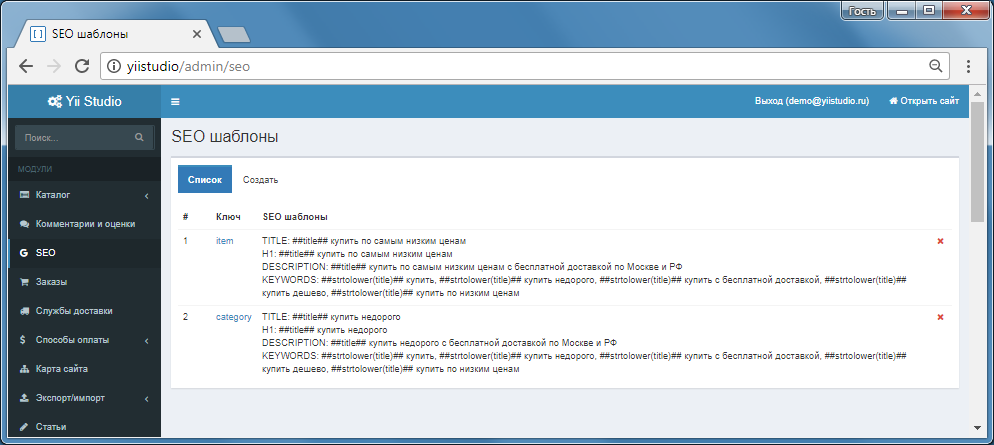 Гость
SEO шаблоны
yiistudio/admin/seo
Yii Studio
Выход (demo@yiistudio.ru)
Открыть сайт
Поиск...
SEO шаблоны
МОДУЛИ
Список
Создать
Каталог
Комментарии и оценки
SEO
Заказы
Службы доставки
Способы оплаты
Карта сайта
Экспорт/импорт
Статьи
# Ключ SEO шаблоны
1 item TITLE: ##title## купить по самым низким ценам
H1: ##title## купить по самым низким ценам
DESCRIPTION: ##title## купить по самым низким ценам с бесплатной доставкой по Москве и РФ
KEYWORDS: ##strtolower(title)## купить, ##strtolower(title)## купить недорого, ##strtolower(title)## купить с бесплатной доставкой, ##strtolower(title)##
купить дешево, ##strtolower(title)## купить по низким ценам
2 category TITLE: ##title## купить недорого
H1: ##title## купить недорого
DESCRIPTION: ##title## купить недорого с бесплатной доставкой по Москве и РФ
KEYWORDS: ##strtolower(title)## купить, ##strtolower(title)## купить недорого, ##strtolower(title)## купить с бесплатной доставкой, ##strtolower(title)##
купить дешево, ##strtolower(title)## купить по низким ценам